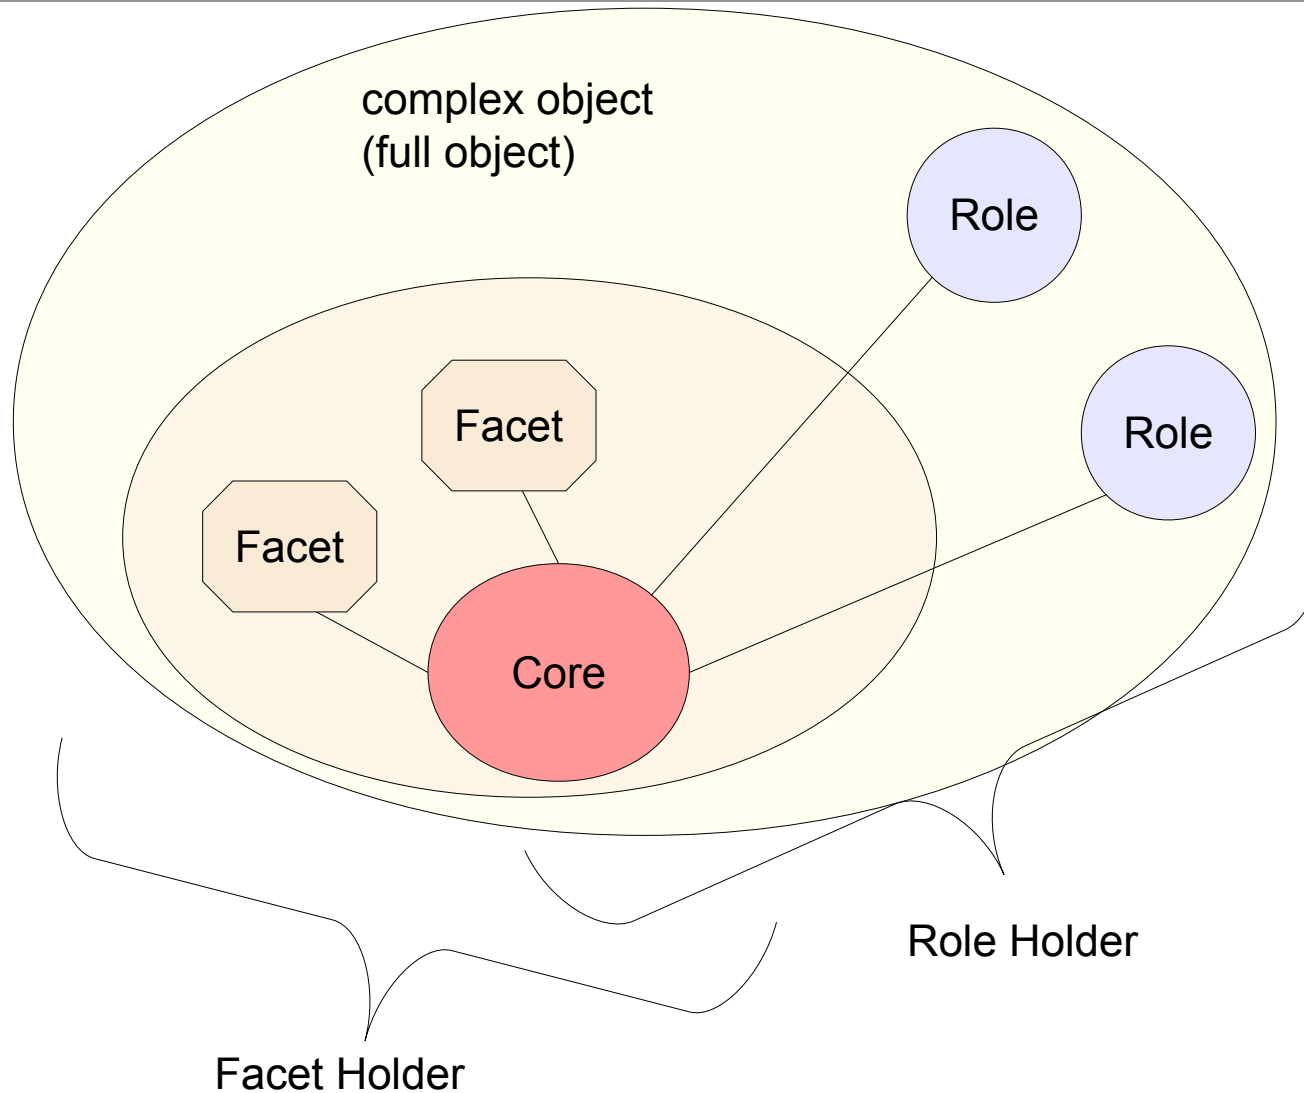 complex object
(full object)
Role
Role
Facet
Facet
Core
Role Holder
Facet Holder